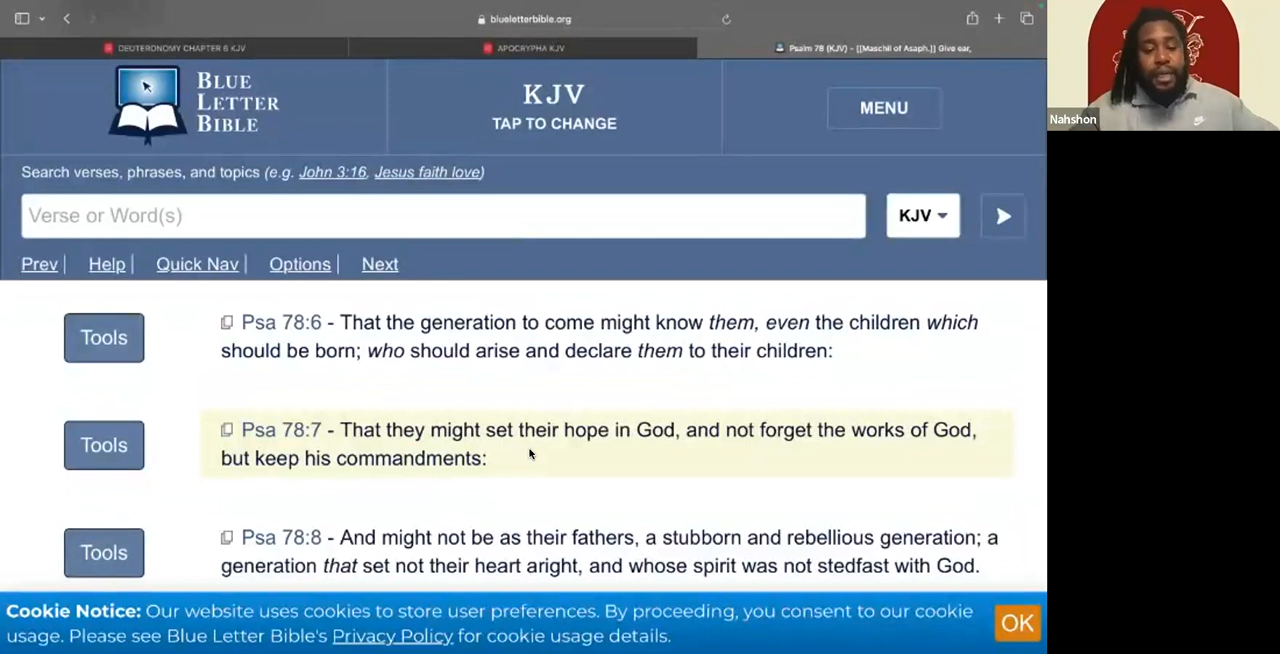 blueletterbible.org
DEUTERONOMY CHAPTER 6 KJV
APOCRYPHA KJV
Psalm 78 (KJV) - [[Maschil of Asaph.]] Give ear,
BLUE
LETTER
BIBLE
KJV
TAP TO CHANGE
MENU
Nahshon
Search verses, phrases, and topics (e.g. John 3:16, Jesus faith love)
Verse or Word(s)
KJV
Prev | Help | Quick Nav | Options | Next
Tools
Psa 78:6 - That the generation to come might know them, even the children which
should be born; who should arise and declare them to their children:
Tools
Psa 78:7 - That they might set their hope in God, and not forget the works of God,
but keep his commandments:
Tools
Psa 78:8 - And might not be as their fathers, a stubborn and rebellious generation; a
generation that set not their heart aright, and whose spirit was not stedfast with God.
Cookie Notice: Our website uses cookies to store user preferences. By proceeding, you consent to our cookie
usage. Please see Blue Letter Bible's Privacy Policy for cookie usage details.
OK